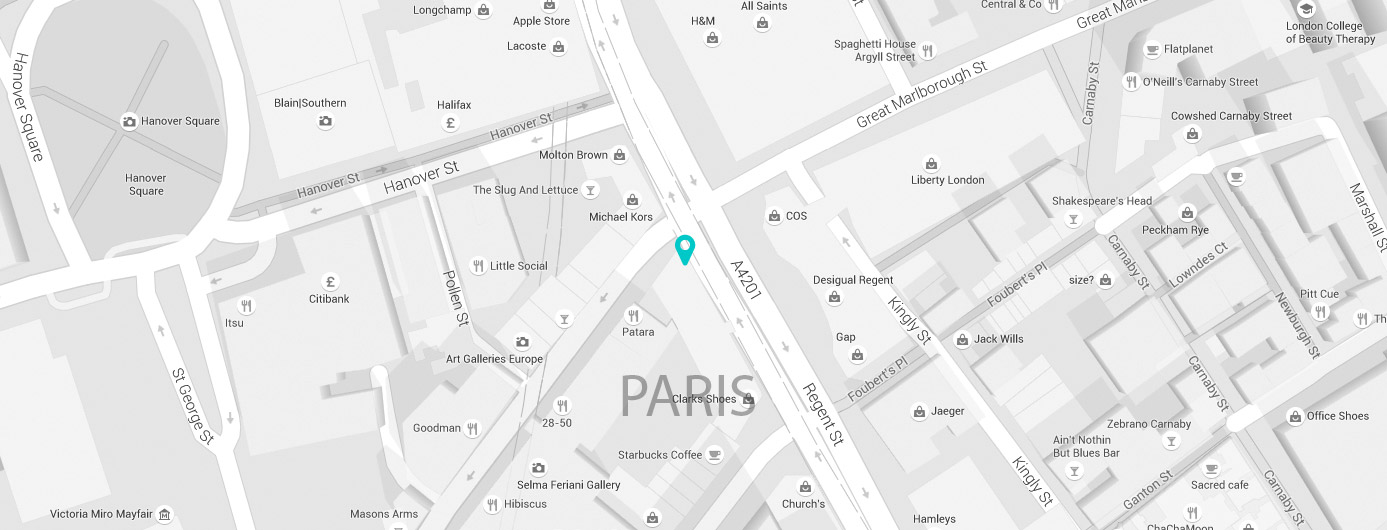 Longchamp
Apple Store
Lacoste
H&M
All Saints
Central & Co
Great Marl
London College
of Beauty Therapy
Spaghetti House
Argyll Street
Flatplanet
O'Neill's Carnaby Street
Hanover Square
Blain|Southern
Halifax
Hanover Square
Hanover
Square
Hanover St
Hanover St
Hanover St
Great Marlborough St
Carnaby St
Cowshed Carnaby Street
Molton Brown
The Slug And Lettuce
Michael Kors
Liberty London
COS
Shakespeare's Head
Peckham Rye
Marshall S
Little Social
Citibank
Itsu
Pollen St
Patara
A4201
Desigual Regent
Gap
Kingly St
Foubert's Pl
size?
Carnaby St
Lowndes Ct
Newburgh St
Pitt Cue
Th
Art Galleries Europe
Jack Wills
Foubert's Pl
Carnaby St
St George St
PARIS
Clarks Shoes
Regent St
Jaeger
Office Shoes
Goodman
28-50
Zebrano Carnaby
Ain't Nothin
But Blues Bar
Starbucks Coffee
Kingly St
Ganton St
Carnaby St
Sacred cafe
Selma Feriani Gallery
Hibiscus
Church's
Victoria Miro Mayfair
Masons Arms
Hamleys
ChaChaMoon